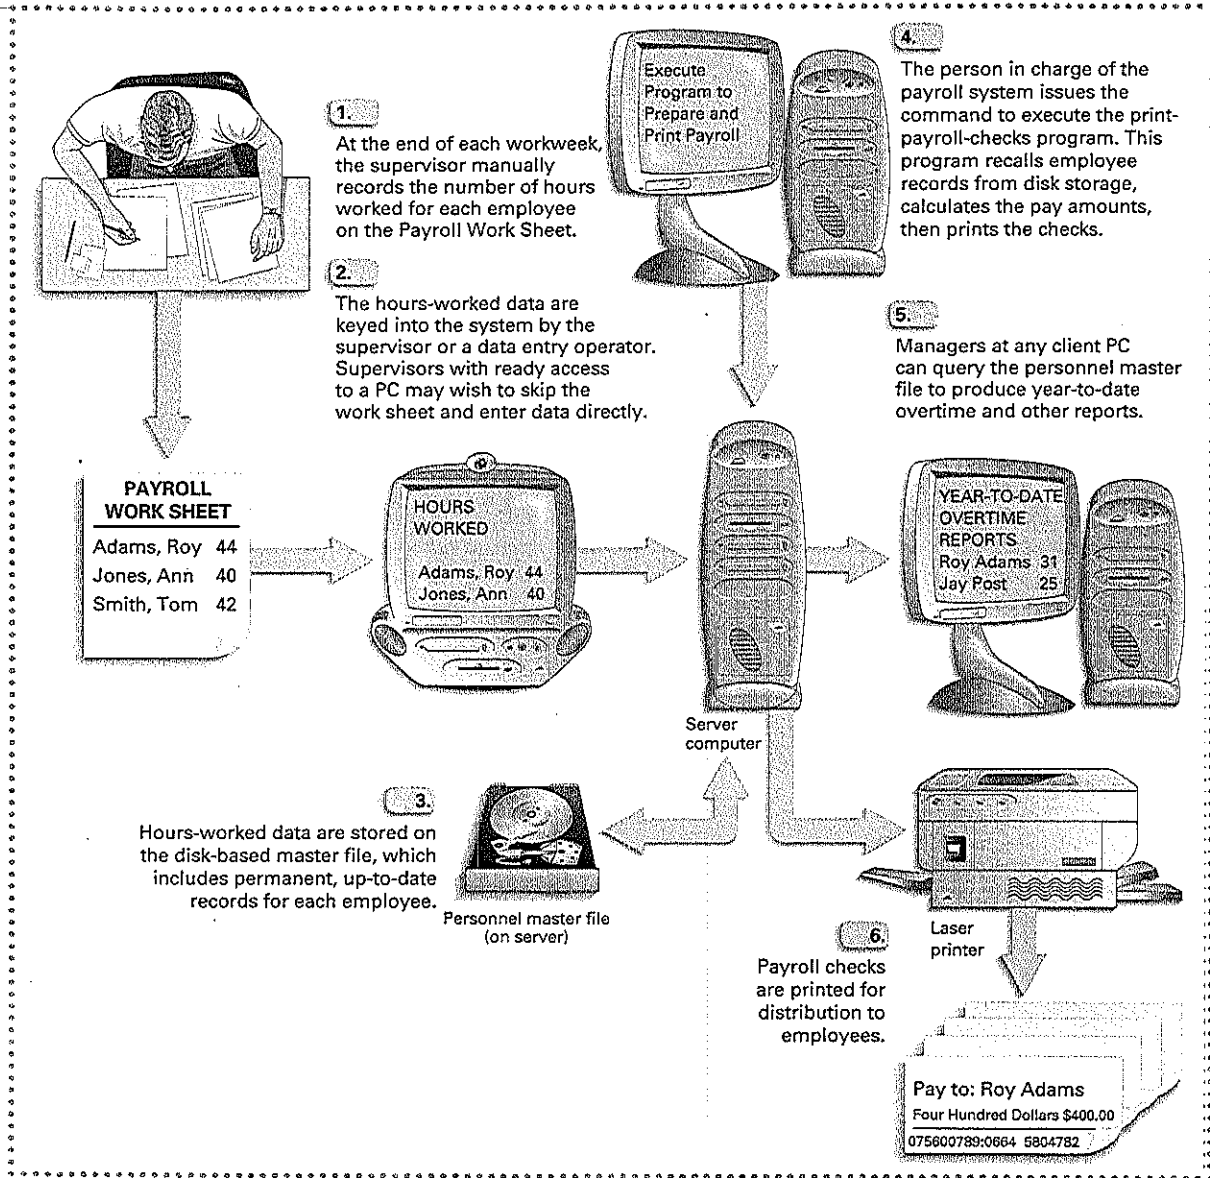 1.
At the end of each workweek,
the supervisor manually
records the number of hours
worked for each employee
on the Payroll Work Sheet.
2.
The hours-worked data are
keyed into the system by the
supervisor or a data entry operator.
Supervisors with ready access
to a PC may wish to skip the
work sheet and enter data directly.
Execute
Program to
Prepare and
Print Payroll
4.
The person in charge of the
payroll system issues the
command to execute the print-
payroll-checks program. This
program recalls employee
records from disk storage,
calculates the pay amounts,
then prints the checks.
5.
Managers at any client PC
can query the personnel master
file to produce year-to-date
overtime and other reports.
PAYROLL
WORK SHEET
Adams, Roy 44
Jones, Ann 40
Smith, Tom 42
HOURS
WORKED
Adams, Roy 44
Jones, Ann 40
YEAR-TO-DATE
OVERTIME
REPORTS
Roy Adams 31
Jay Post 25
Server
computer
3.
Hours-worked data are stored on
the disk-based master file, which
includes permanent, up-to-date
records for each employee.
Personnel master file
(on server)
Laser
printer
6.
Payroll checks
are printed for
distribution to
employees.
Pay to: Roy Adams
Four Hundred Dollars $400.00
075600789:0664 5804782